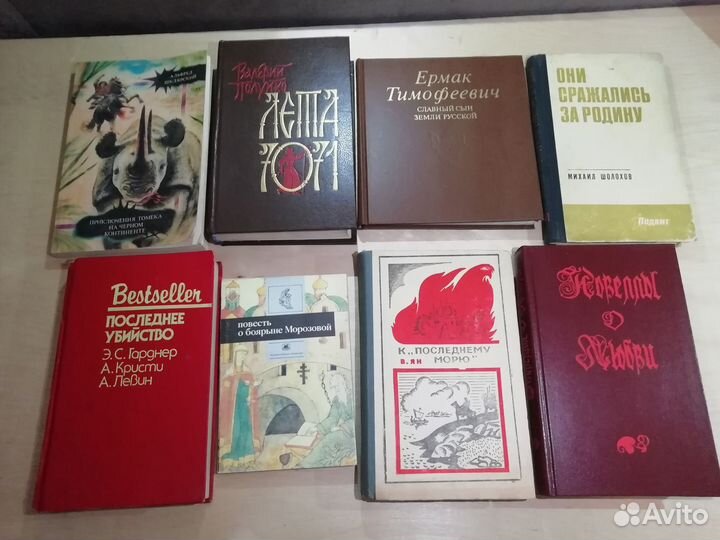 АЛЬФРЕД
ШКЛЯРСКИЙ
ПРИКЛЮЧЕНИЯ ТОМЕКА
НА ЧЕРНОМ
КОНТИНЕНТЕ
Валерий
Полуйко
ЛЕТА
7071
Ермак
Тимофеевич
СЛАВНЫЙ СЫН
ЗЕМЛИ РУССКОЙ
ОНИ
СРАЖАЛИСЬ
ЗА РОДИНУ
МИХАИЛ ШОЛОХОВ
Подвиг
Bestseller
ПОСЛЕДНЕЕ
УБИЙСТВО
Э.С. Гарднер
А. Кристи
А. Левин
повесть
о боярыне Морозовой
К „ПОСЛЕДНЕМУ
В. ЯН МОРЮ"
Новеллы
о
Любви
Avito